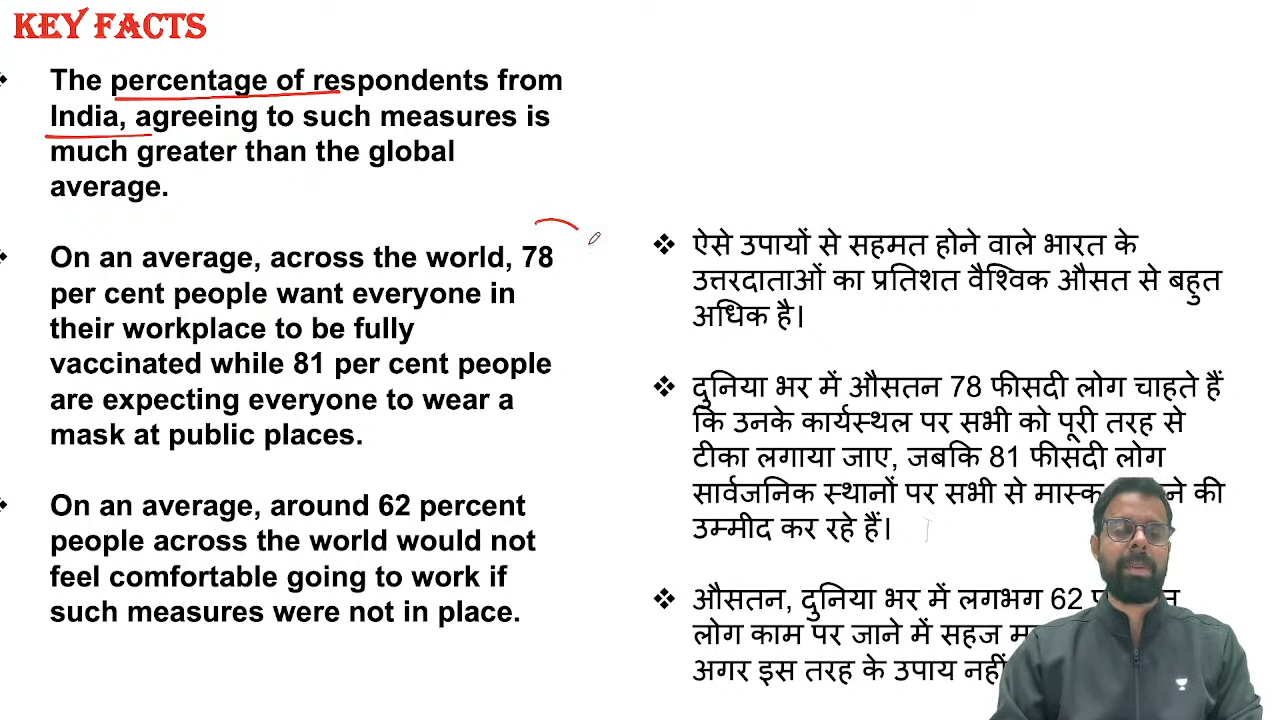 KEY FACTS
The percentage of respondents from
India, agreeing to such measures is
much greater than the global
average.
On an average, across the world, 78
per cent people want everyone in
their workplace to be fully
vaccinated while 81 per cent people
are expecting everyone to wear a
mask at public places.
On an average, around 62 percent
people across the world would not
feel comfortable going to work if
such measures were not in place.
❖ ऐसे उपायों से सहमत होने वाले भारत के
उत्तरदाताओं का प्रतिशत वैश्विक औसत से बहुत
अधिक है।
❖ दुनिया भर में औसतन 78 फीसदी लोग चाहते हैं
कि उनके कार्यस्थल पर सभी को पूरी तरह से
टीका लगाया जाए, जबकि 81 फीसदी लोग
सार्वजनिक स्थानों पर सभी से मास्क की
उम्मीद कर रहे हैं।
❖ औसतन, दुनिया भर में लगभग 62
लोग काम पर जाने में सहज
अगर इस तरह के उपाय नहीं